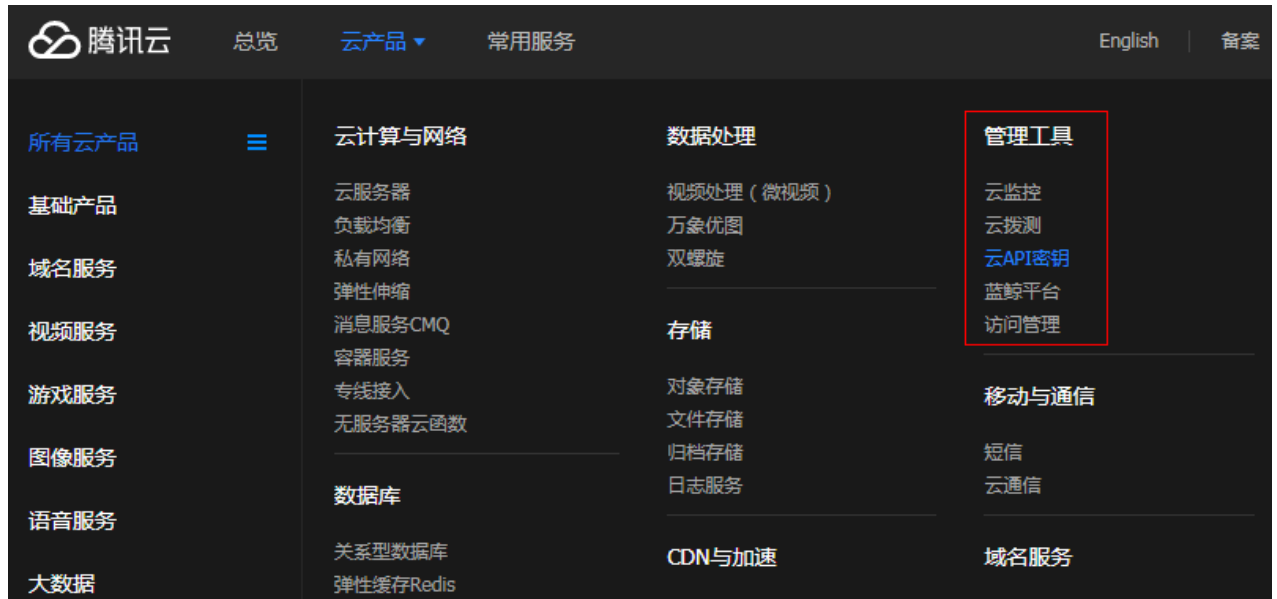 腾讯云 总览 云产品 常用服务 English 备案
所有云产品
基础产品
域名服务
视频服务
游戏服务
图像服务
语音服务
大数据
云计算与网络
云服务器
负载均衡
私有网络
弹性伸缩
消息服务CMQ
容器服务
专线接入
无服务器云函数
数据库
关系型数据库
弹性缓存Redis
数据处理
视频处理（微视频）
万象优图
双螺旋
存储
对象存储
文件存储
归档存储
日志服务
CDN与加速
管理工具
云监控
云拨测
云API密钥
蓝鲸平台
访问管理
移动与通信
短信
云通信
域名服务